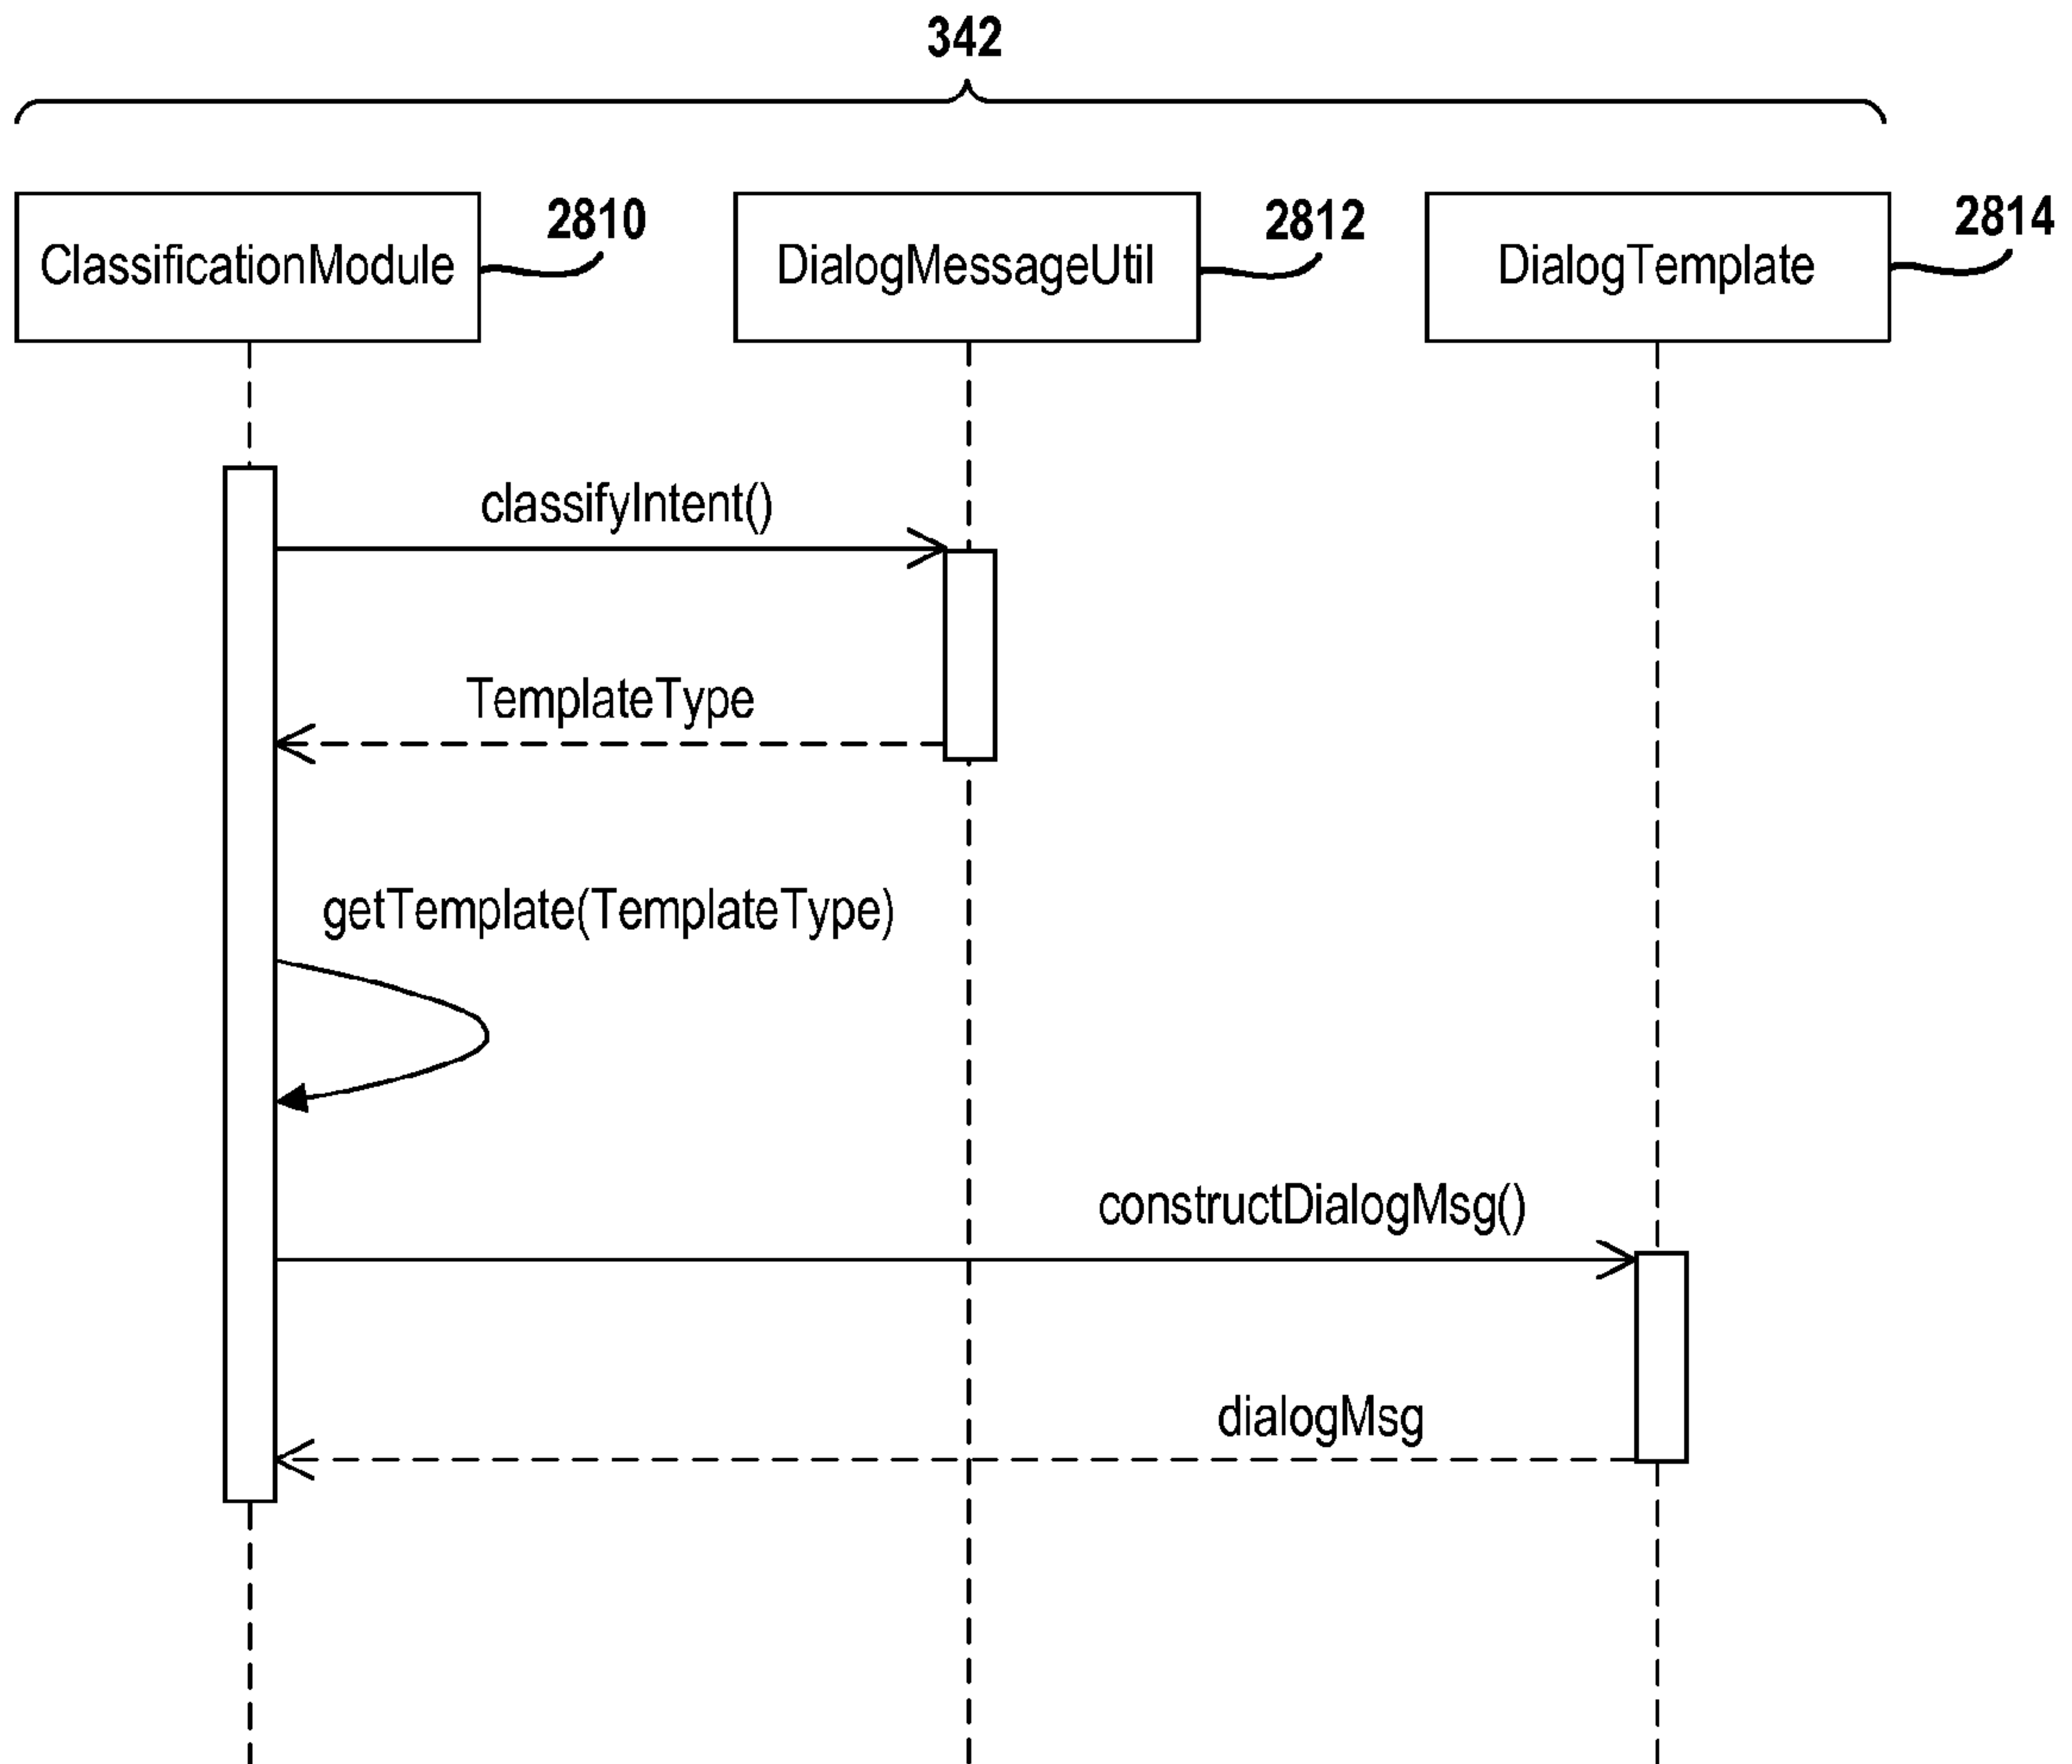 342
ClassificationModule
2810
DialogMessageUtil
2812
DialogTemplate
2814
classifyIntent()
TemplateType
getTemplate(TemplateType)
constructDialogMsg()
dialogMsg